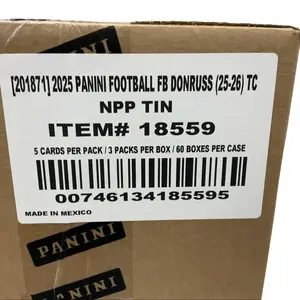 [201871] 2025 PANINI FOOTBALL FB DONRUSS (25-26) TC
NPP TIN
ITEM# 18559
5 CARDS PER PACK / 3 PACKS PER BOX / 60 BOXES PER CASE
00746134185595
MADE IN MEXICO
PANINI
PANINI